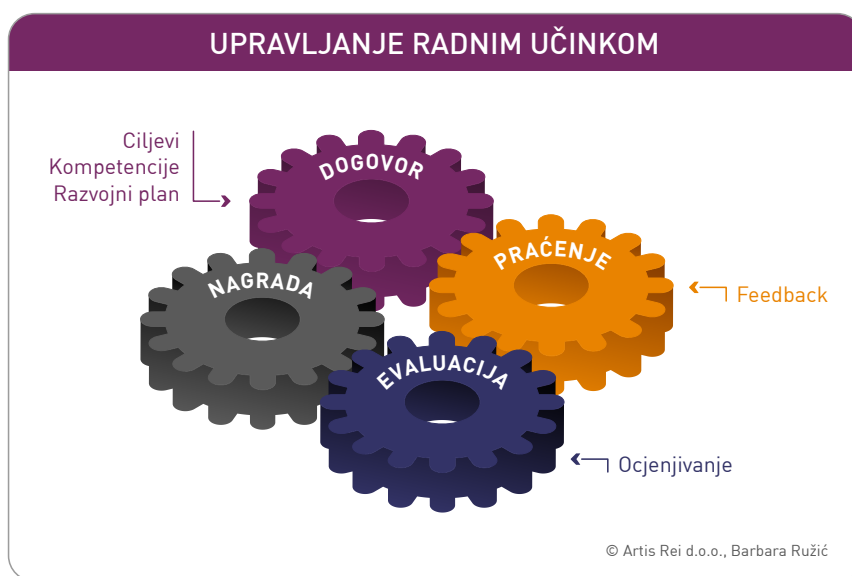 UPRAVLJANJE RADNIM UČINKOM
Ciljevi
Kompetencije
Razvojni plan
DOGOVOR
PRAĆENJE
Feedback
NAGRADA
EVALUACIJA
Ocjenjivanje
© Artis Rei d.o.o., Barbara Ružić